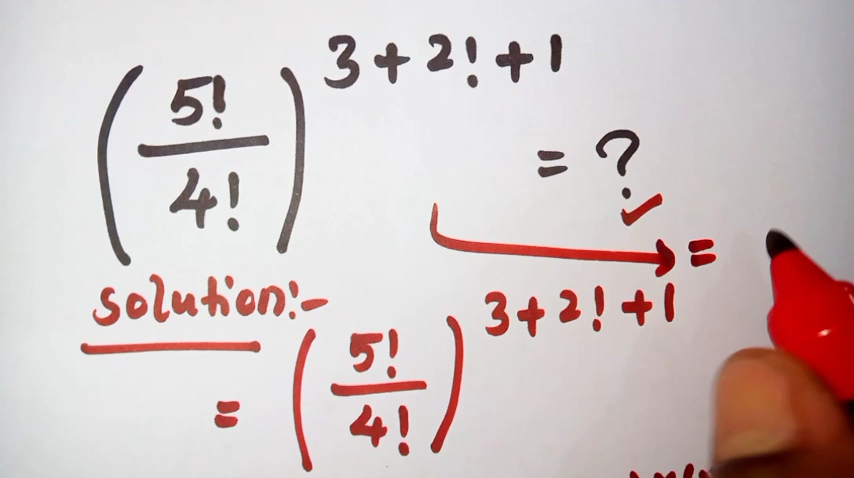 (5!/4!)^(3+2!+1)
= ?
=
solution:-
= (5!/4!)^(3+2!+1)